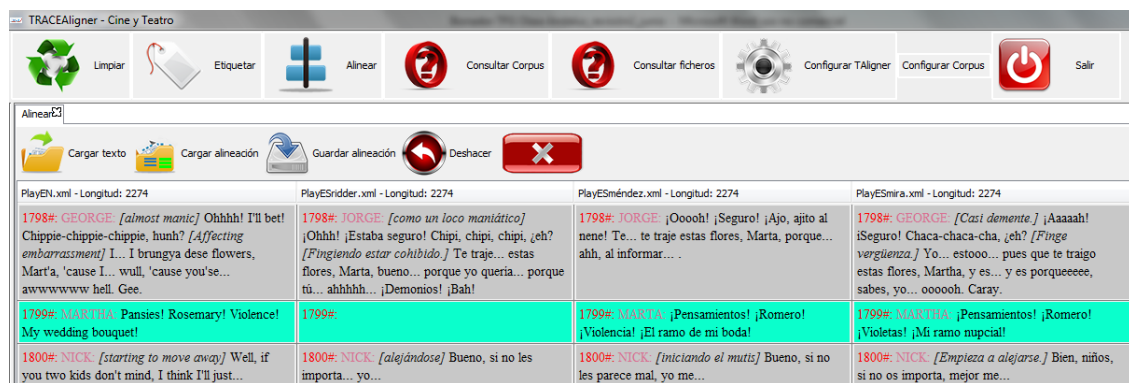 TRACEAligner - Cine y Teatro
Limpiar
Etiquetar
Alinear
Consultar Corpus
Consultar ficheros
Configurar TAligner
Configurar Corpus
Salir
Alinear
Cargar texto
Cargar alineación
Guardar alineación
Deshacer
PlayEN.xml - Longitud: 2274
PlayESridder.xml - Longitud: 2274
PlayESméndez.xml - Longitud: 2274
PlayESmira.xml - Longitud: 2274
1798#: GEORGE: [almost manic] Ohhhh! I'll bet!
Chippie-chippie-chippie, hunh? [Affecting
embarrassment] I... I brungya dese flowers,
Mart'a, 'cause I... wull, 'cause you'se...
awwwwww hell. Gee.
1798#: JORGE: [como un loco maniático]
¡Ohhh! ¡Estaba seguro! Chipi, chipi, chipi, ¿eh?
[Fingiendo estar cohibido.] Te traje... estas
flores, Marta, bueno... porque yo quería... porque
tú... ahhhhh... ¡Demonios! ¡Bah!
1798#: JORGE: ¡Ooooh! ¡Seguro! ¡Ajo, ajito al
nene! Te... te traje estas flores, Marta, porque...
ahh, al informar... .
1798#: GEORGE: [Casi demente.] ¡Aaaaah!
¡Seguro! Chaca-chaca-cha, ¿eh? [Finge
vergüenza.] Yo... estooo... pues que te traigo
estas flores, Martha, y es... y es porqueeeee,
sabes, yo... oooooh. Caray.
1799#: MARTHA: Pansies! Rosemary! Violence!
My wedding bouquet!
1799#:
1799#: MARTA: ¡Pensamientos! ¡Romero!
¡Violencia! ¡El ramo de mi boda!
1799#: MARTHA: ¡Pensamientos! ¡Romero!
¡Violetas! ¡Mi ramo nupcial!
1800#: NICK: [starting to move away] Well, if
you two kids don't mind, I think I'll just...
1800#: NICK: [alejándose] Bueno, si no les
importa... yo...
1800#: NICK: [iniciando el mutis] Bueno, si no
les parece mal, yo me...
1800#: NICK: [Empieza a alejarse.] Bien, niños,
si no os importa, mejor me...